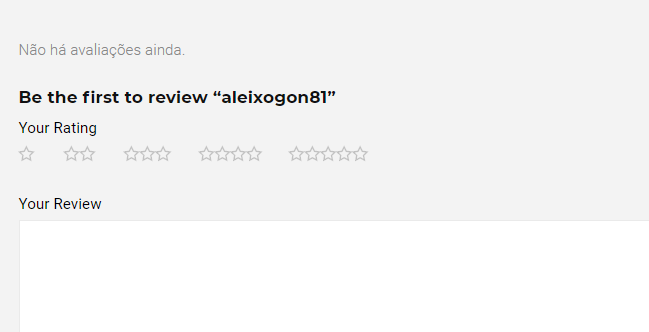 Não há avaliações ainda.
Be the first to review “aleixogon81”
Your Rating
Your Review